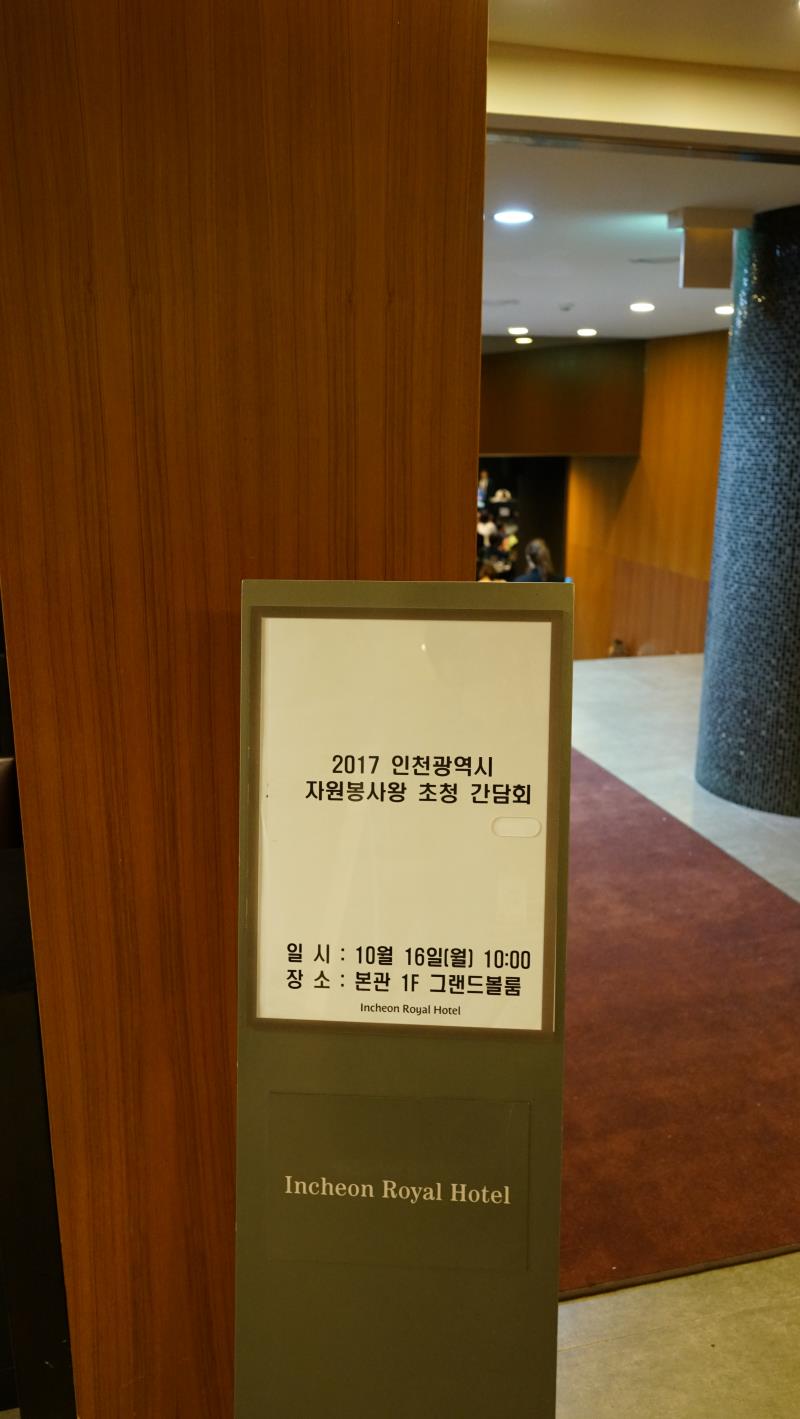 2017 인천광역시
자원봉사왕 초청 간담회
일 시 : 10월 16일(월) 10:00
장 소 : 본관 1F 그랜드볼룸
Incheon Royal Hotel
Incheon Royal Hotel